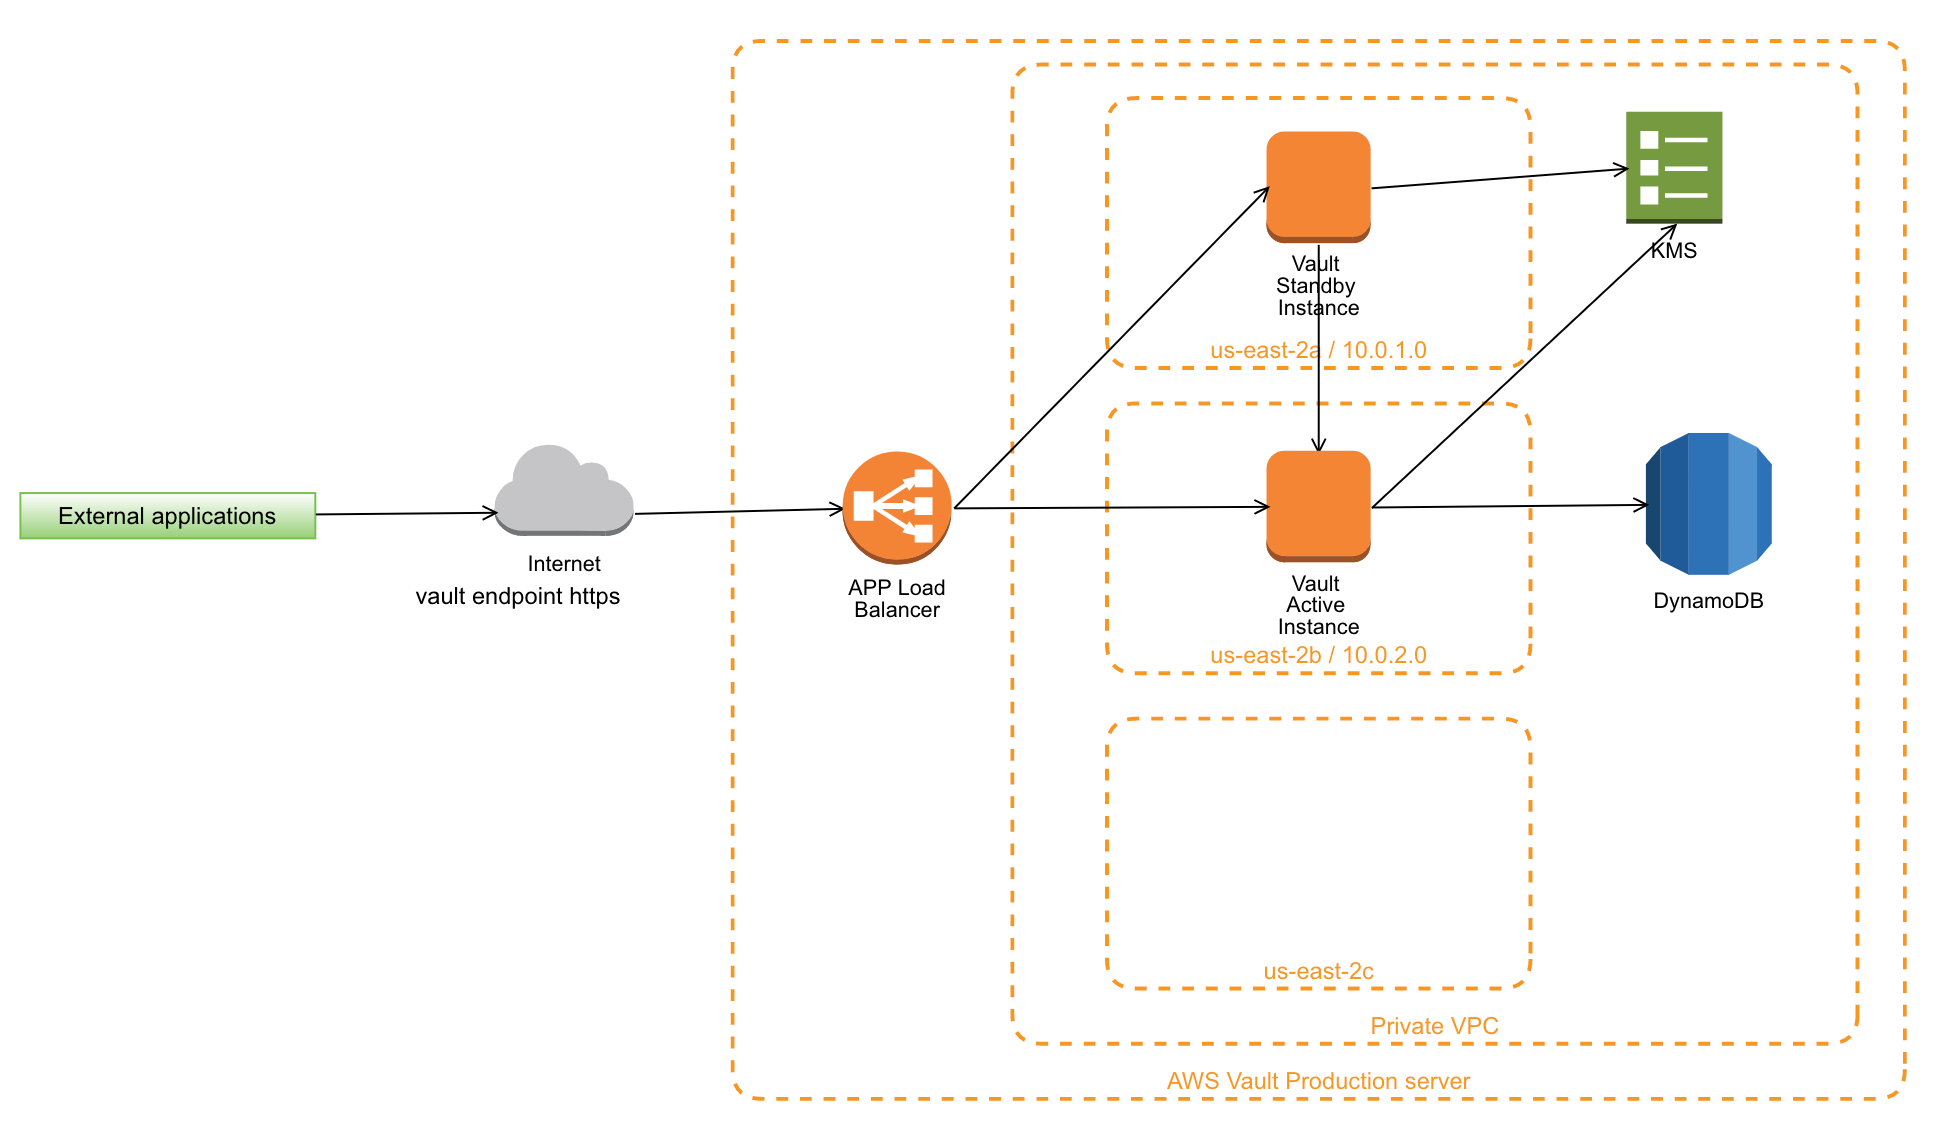 External applications
Internet
vault endpoint https
APP Load
Balancer
Vault
Standby
Instance
us-east-2a / 10.0.1.0
KMS
Vault
Active
Instance
us-east-2b / 10.0.2.0
DynamoDB
us-east-2c
Private VPC
AWS Vault Production server